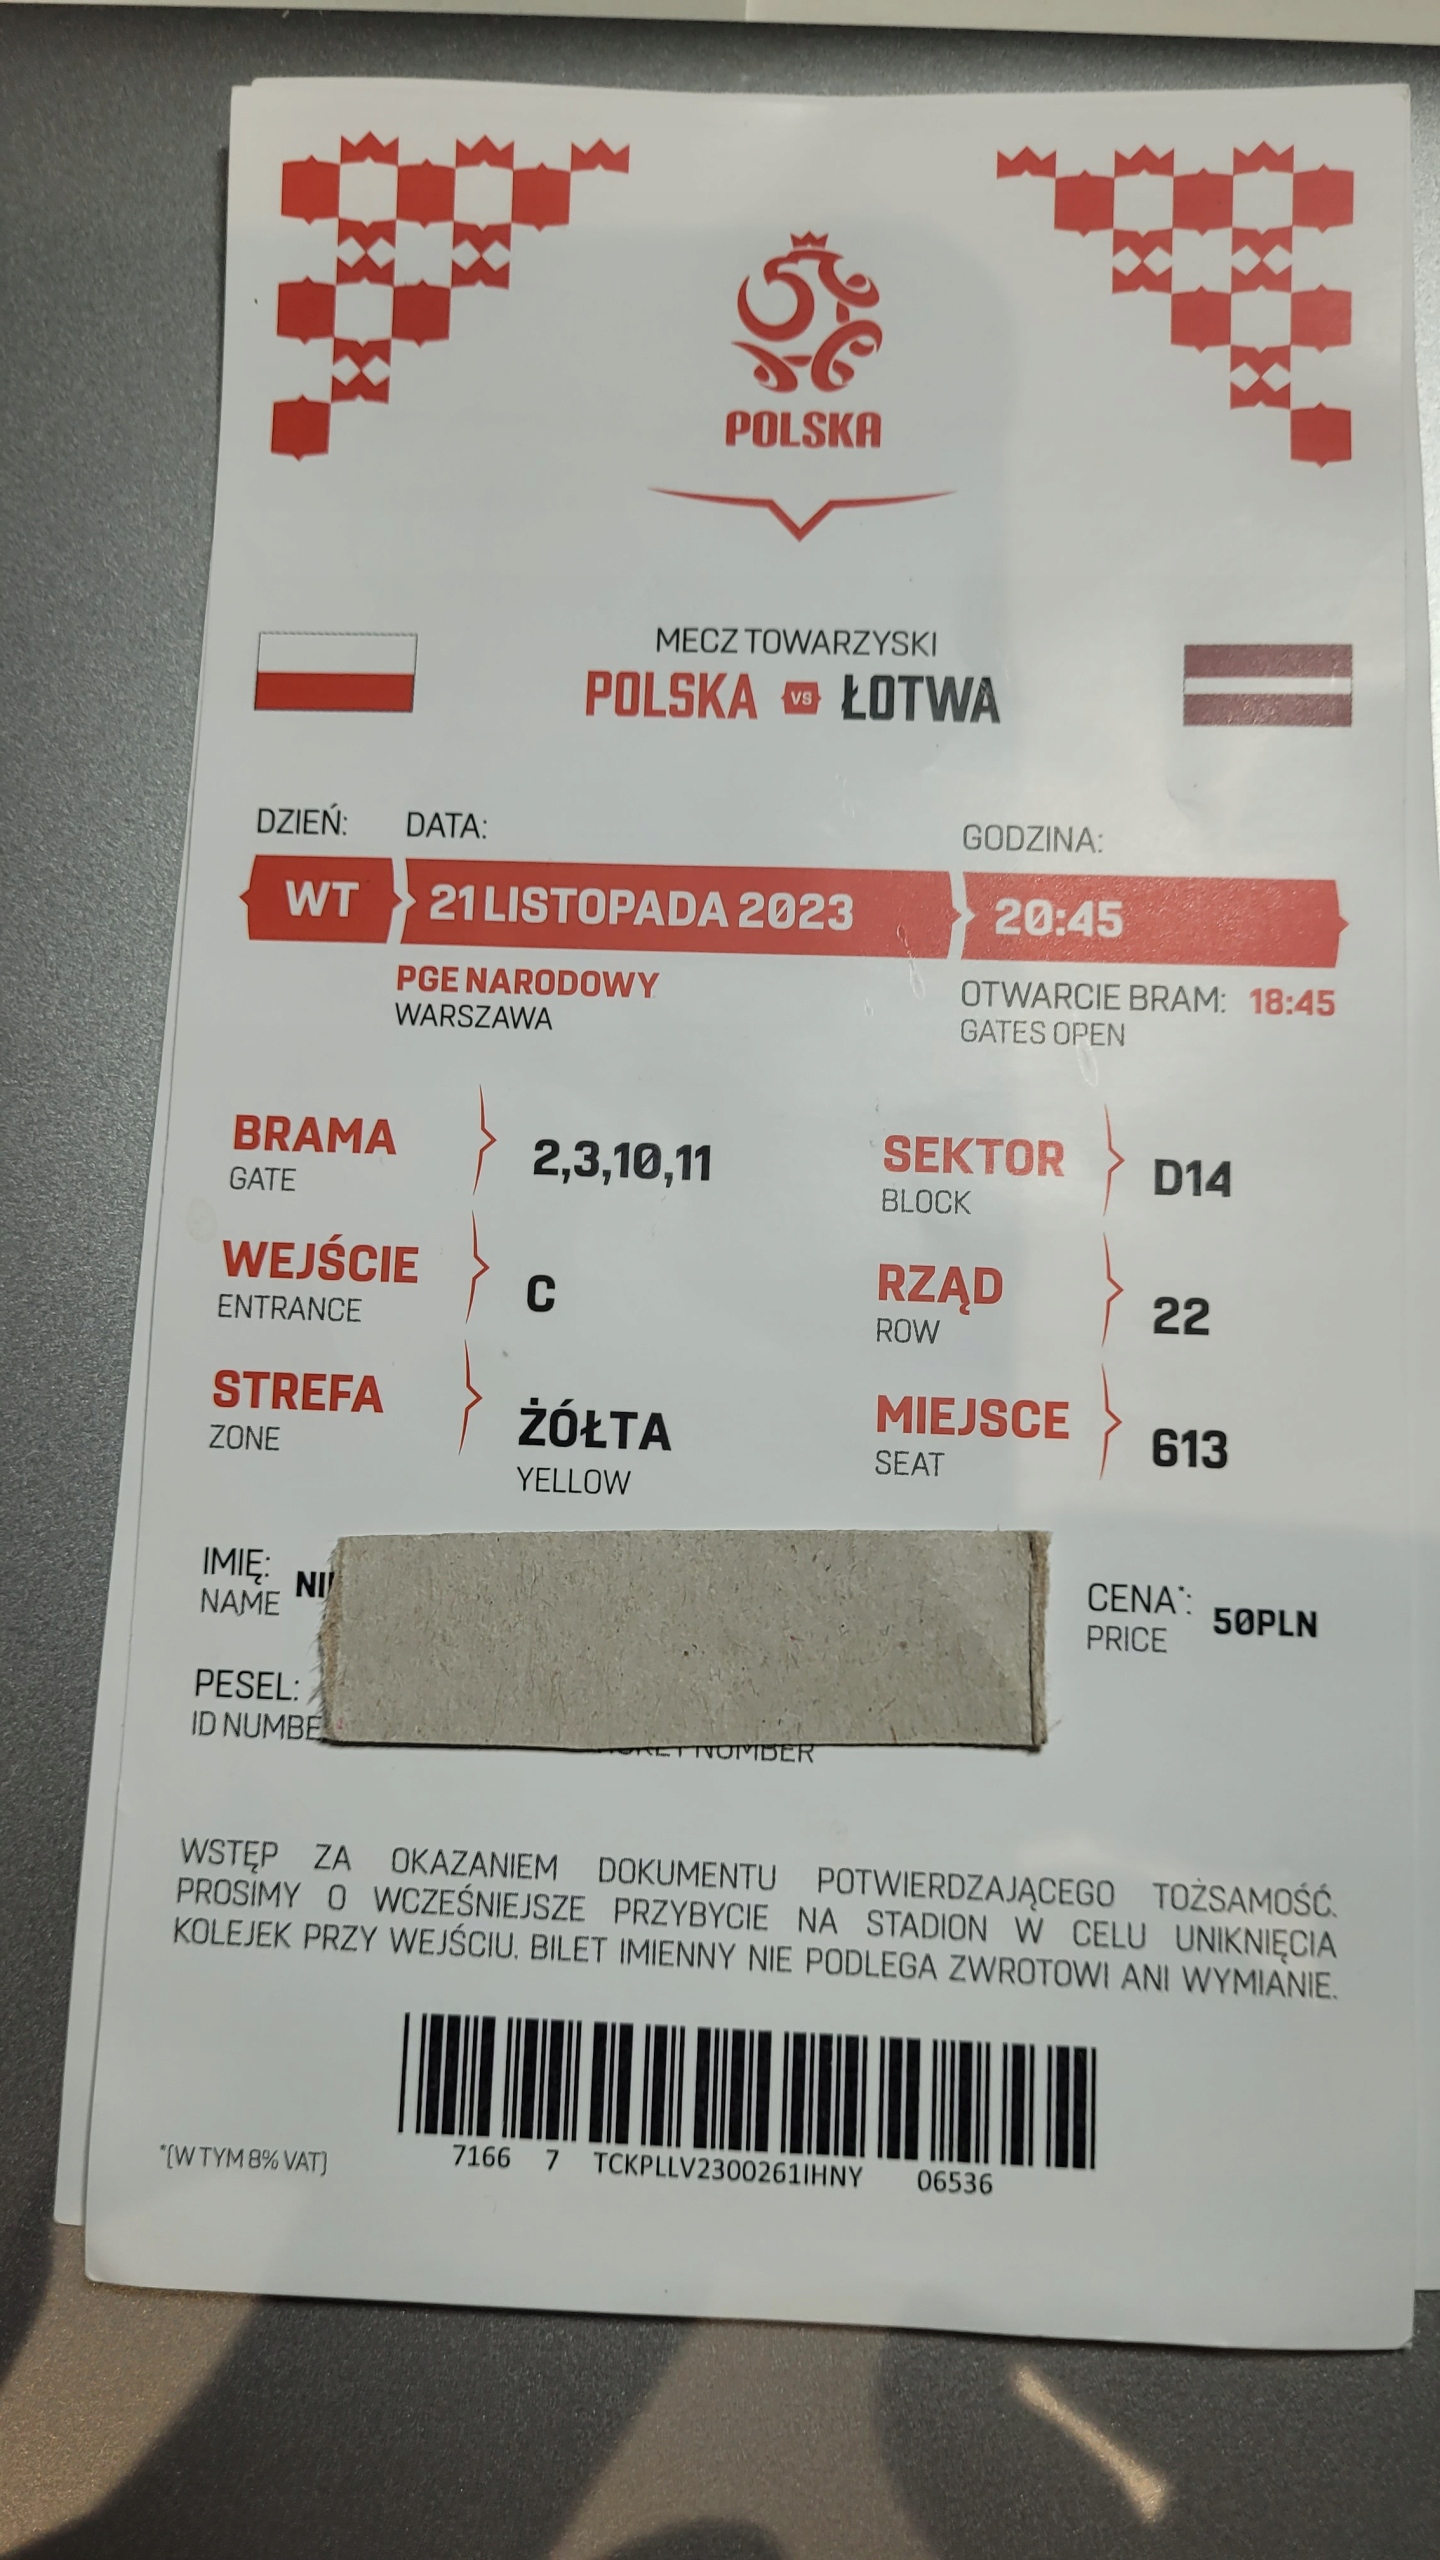 POLSKA
MECZ TOWARZYSKI
POLSKA VS ŁOTWA
DZIEŃ: DATA: GODZINA:
WT 21 LISTOPADA 2023 20:45
PGE NARODOWY
WARSZAWA
OTWARCIE BRAM: 18:45
GATES OPEN
BRAMA
GATE
2,3,10,11
SEKTOR
BLOCK
D14
WEJŚCIE
ENTRANCE
C
RZĄD
ROW
22
STREFA
ZONE
ŻÓŁTA
YELLOW
MIEJSCE
SEAT
613
IMIĘ:
NAME
CENA*: 50PLN
PRICE
PESEL:
ID NUMBE
NUMBER
WSTĘP ZA OKAZANIEM DOKUMENTU POTWIERDZAJĄCEGO TOŻSAMOŚĆ.
PROSIMY O WCZEŚNIEJSZE PRZYBYCIE NA STADION W CELU UNIKNIĘCIA
KOLEJEK PRZY WEJŚCIU. BILET IMIENNY NIE PODLEGA ZWROTOWI ANI WYMIANIE.
*(W TYM 8% VAT)
7166 7 TCKPLLV2300261IHNY 06536